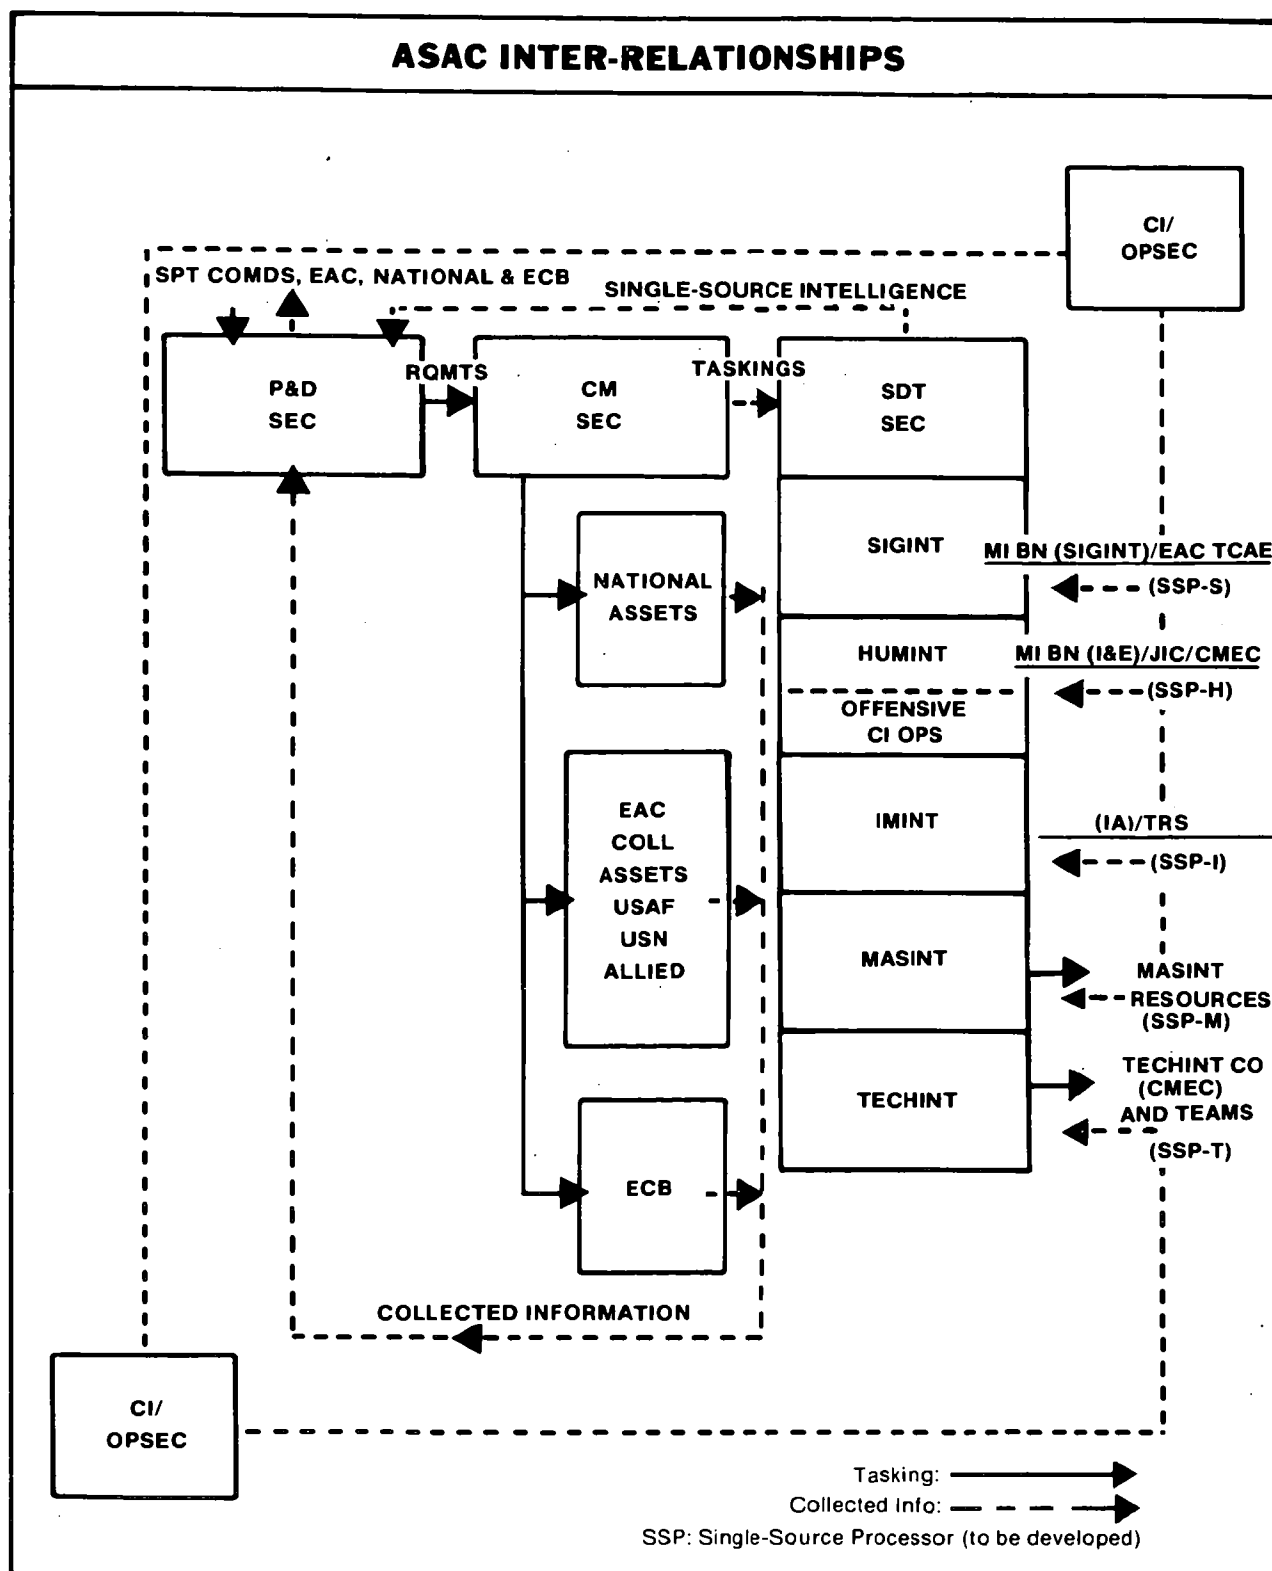 ASAC INTER-RELATIONSHIPS
CI/
OPSEC
SPT COMDS, EAC, NATIONAL & ECB
SINGLE-SOURCE INTELLIGENCE
P&D
SEC
RQMTS
CM
SEC
TASKINGS
SDT
SEC
SIGINT
MI BN (SIGINT)/EAC TCAE
(SSP-S)
NATIONAL
ASSETS
HUMINT
MI BN (I&E)/JIC/CMEC
(SSP-H)
OFFENSIVE
CI OPS
EAC
COLL
ASSETS
USAF
USN
ALLIED
IMINT
(IA)/TRS
(SSP-I)
MASINT
MASINT
RESOURCES
(SSP-M)
TECHINT
TECHINT CO
(CMEC)
AND TEAMS
(SSP-T)
ECB
COLLECTED INFORMATION
CI/
OPSEC
Tasking:
Collected Info:
SSP: Single-Source Processor (to be developed)